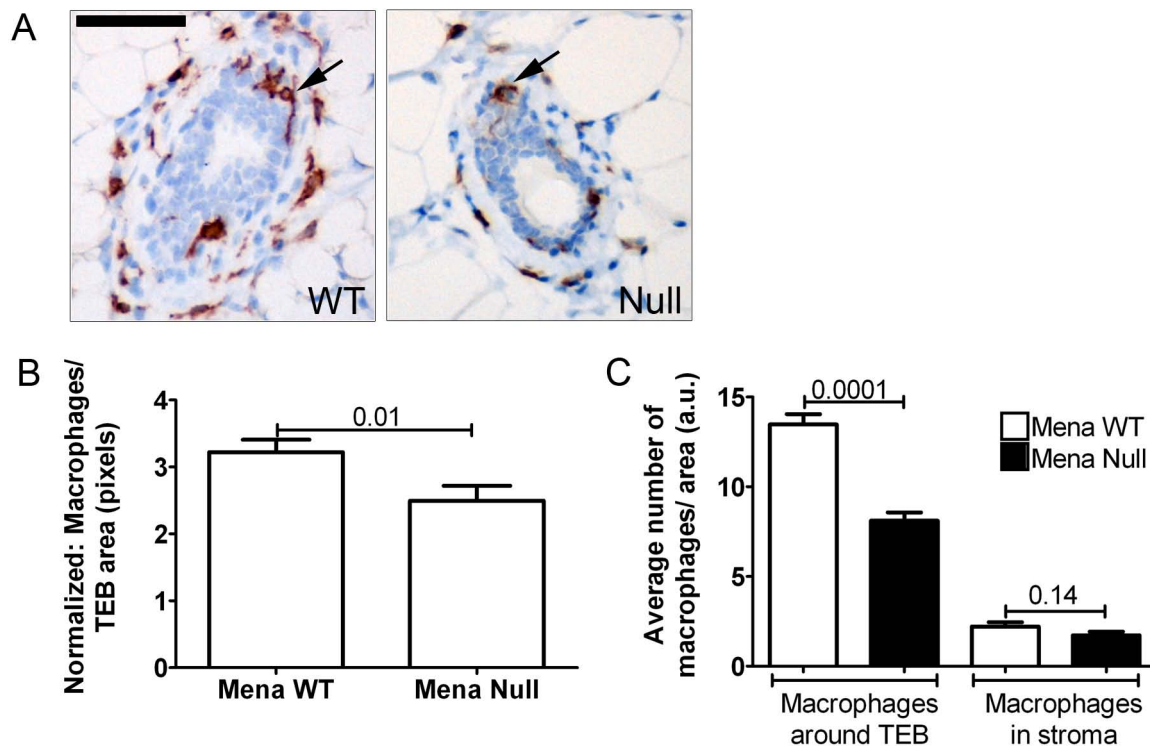 A
WT
Null
B
Normalized: Macrophages/
TEB area (pixels)
4
3
2
1
0
0.01
Mena WT
Mena Null
C
Average number of
macrophages/ area (a.u.)
15
10
5
0
0.0001
0.14
Mena WT
Mena Null
Macrophages
around TEB
Macrophages
in stroma